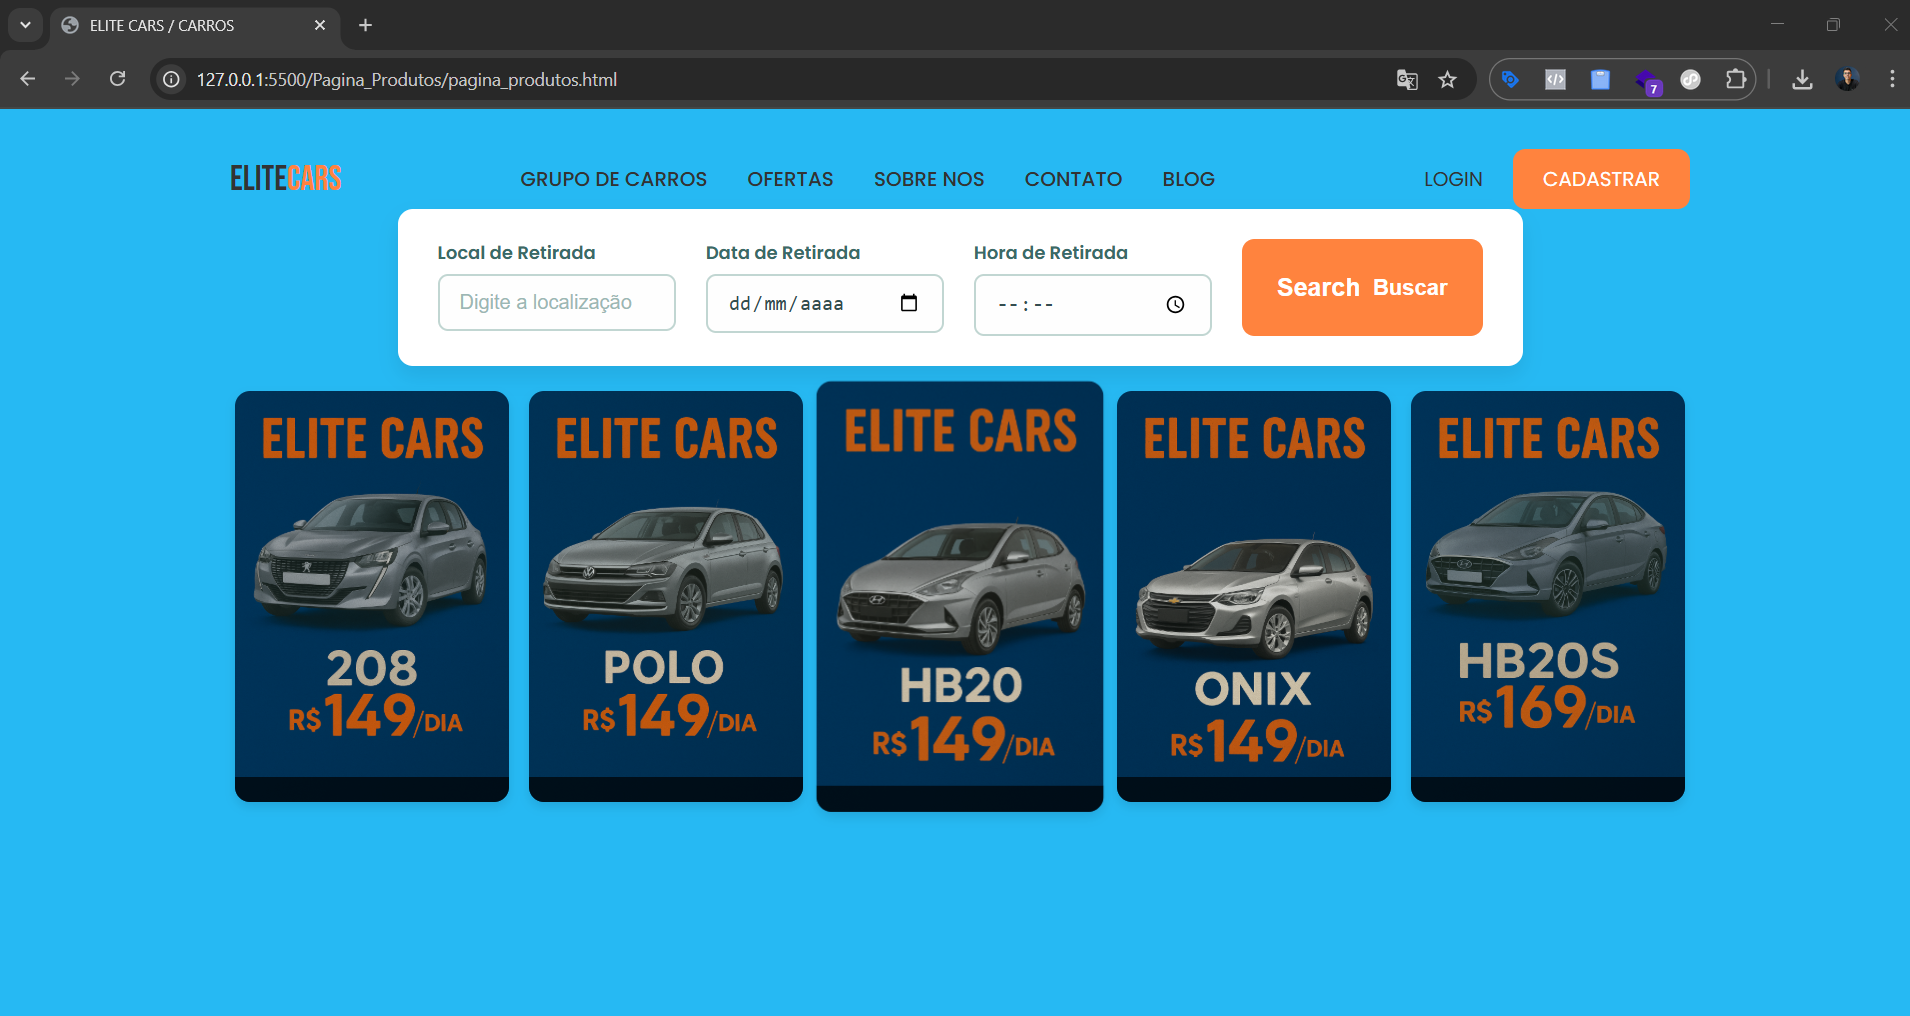 ELITE CARS / CARROS
127.0.0.1:5500/Pagina_Produtos/pagina_produtos.html
7
ELITECARS
GRUPO DE CARROS
OFERTAS
SOBRE NOS
CONTATO
BLOG
LOGIN
CADASTRAR
Local de Retirada
Data de Retirada
Hora de Retirada
Digite a localização
dd/mm/aaaa
--:--
Search Buscar
ELITE CARS
208
R$149/DIA
ELITE CARS
POLO
R$149/DIA
ELITE CARS
HB20
R$149/DIA
ELITE CARS
ONIX
R$149/DIA
ELITE CARS
HB20S
R$169/DIA